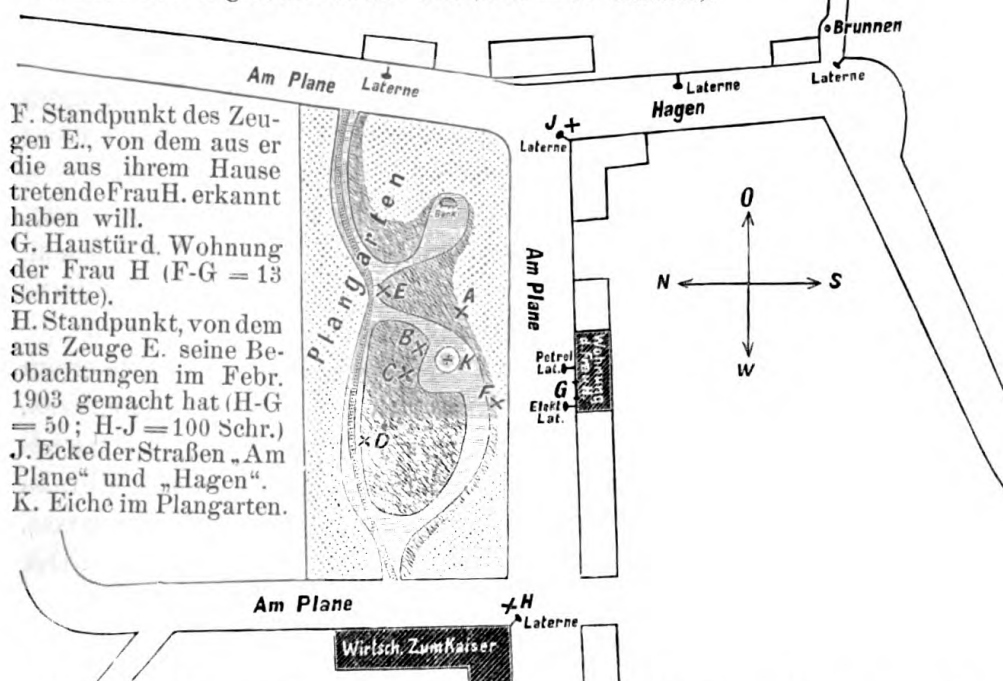 Brunnen
Am Plane
Laterne
Laterne
Laterne
Hagen
J
Laterne
F. Standpunkt des Zeu-
gen E., von dem aus er
die aus ihrem Hause
tretende Frau H. erkannt
haben will.
G. Haustür d. Wohnung
der Frau H (F-G = 13
Schritte).
H. Standpunkt, von dem
aus Zeuge E. seine Be-
obachtungen im Febr.
1903 gemacht hat (H-G
= 50; H-J = 100 Schr.)
J. Ecke der Straßen „Am
Plane“ und „Hagen“.
K. Eiche im Plangarten.
Plangarten
Bank
E
A
B
K
C
F
D
Am Plane
O
N
S
W
Petrol
Lat.
G
Elekt
Lat.
Wohnung
d. Frau H.
Am Plane
H
Laterne
Wirtsch. Zum Kaiser